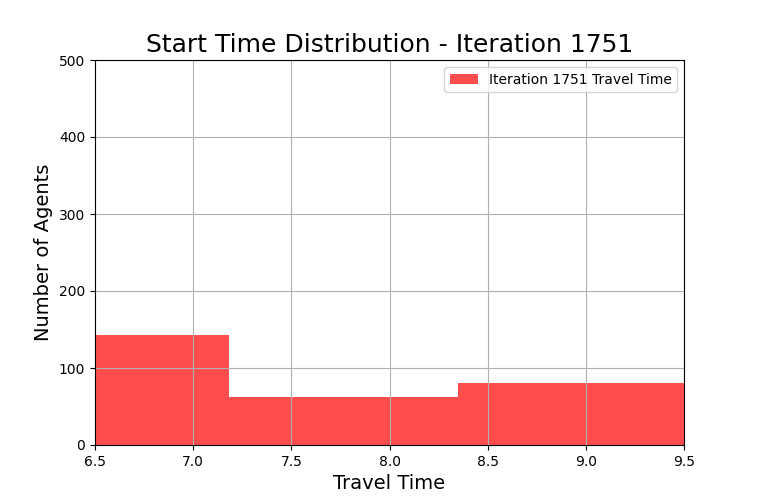 Start Time Distribution - Iteration 1751
Iteration 1751 Travel Time
Number of Agents
500
400
300
200
100
0
6.5 7.0 7.5 8.0 8.5 9.0 9.5
Travel Time